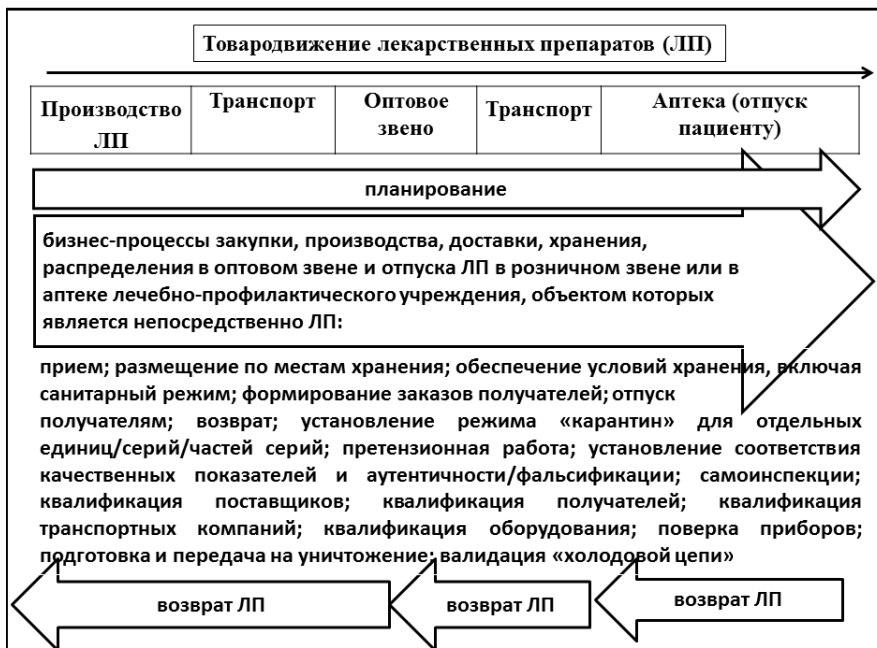 Товародвижение лекарственных препаратов (ЛП)
Производство ЛП
Транспорт
Оптовое звено
Транспорт
Аптека (отпуск пациенту)
планирование
бизнес-процессы закупки, производства, доставки, хранения,
распределения в оптовом звене и отпуска ЛП в розничном звене или в
аптеке лечебно-профилактического учреждения, объектом которых
является непосредственно ЛП:
прием; размещение по местам хранения; обеспечение условий хранения, включая
санитарный режим; формирование заказов получателей; отпуск
получателям; возврат; установление режима «карантин» для отдельных
единиц/серий/частей серий; претензионная работа; установление соответствия
качественных показателей и аутентичности/фальсификации; самоинспекции;
квалификация поставщиков; квалификация получателей; квалификация
транспортных компаний; квалификация оборудования; поверка приборов;
подготовка и передача на уничтожение; валидация «холодовой цепи»
возврат ЛП
возврат ЛП
возврат ЛП